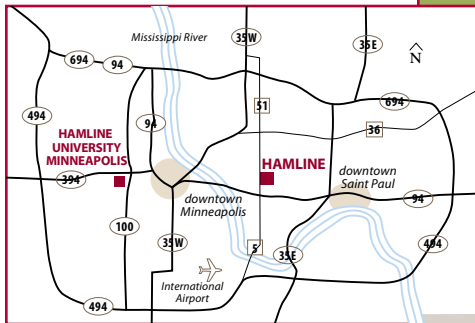 Mississippi River
35W
35E
N
694
94
494
94
51
694
36
HAMLINE
UNIVERSITY
MINNEAPOLIS
HAMLINE
downtown
Saint Paul
394
downtown
Minneapolis
94
100
35W
5
35E
494
International
Airport
494